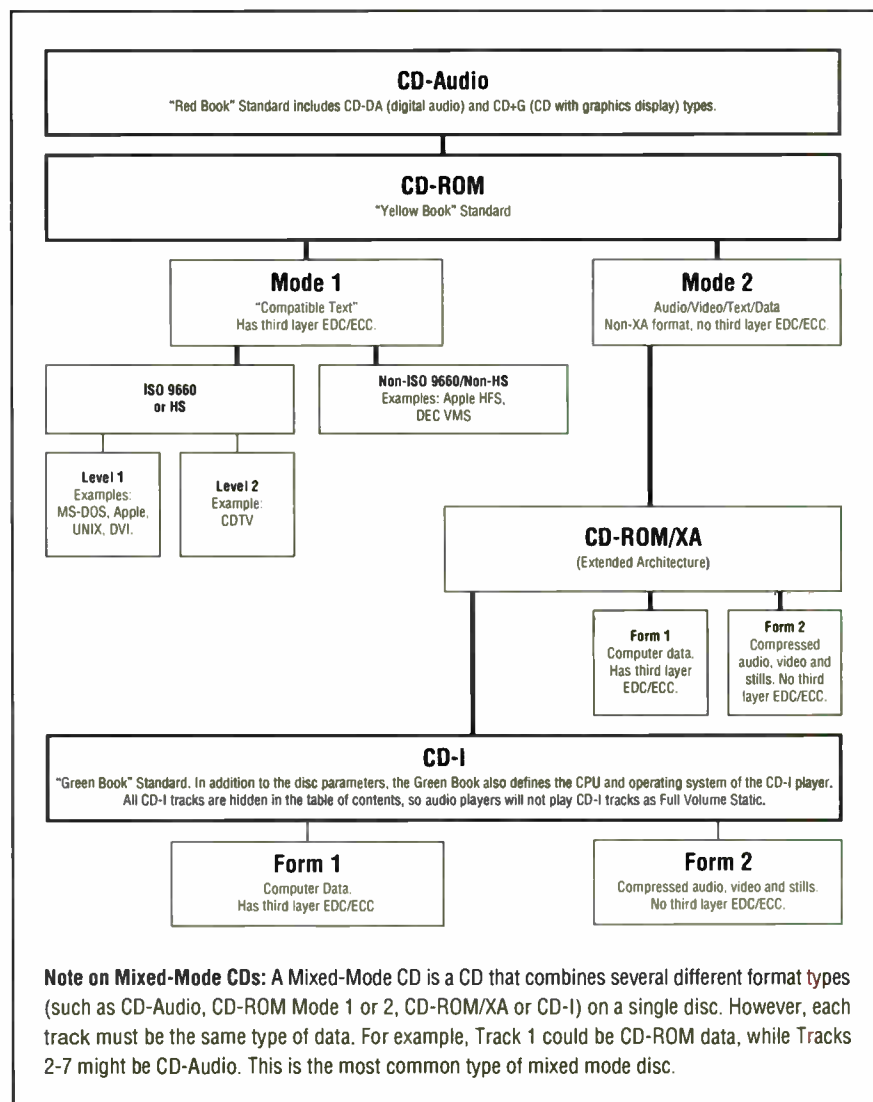 CD-Audio
"Red Book" Standard includes CD-DA (digital audio) and CD+G (CD with graphics display) types.
CD-ROM
"Yellow Book" Standard
Mode 1
"Compatible Text"
Has third layer EDC/ECC.
Mode 2
Audio/Video/Text/Data
Non-XA format, no third layer EDC/ECC.
ISO 9660
or HS
Non-ISO 9660/Non-HS
Examples: Apple HFS,
DEC VMS
Level 1
Examples:
MS-DOS, Apple,
UNIX, DVI.
Level 2
Example:
CDTV
CD-ROM/XA
(Extended Architecture)
Form 1
Computer data.
Has third layer
EDC/ECC.
Form 2
Compressed
audio, video and
stills. No third
layer EDC/ECC.
CD-I
"Green Book" Standard. In addition to the disc parameters, the Green Book also defines the CPU and operating system of the CD-I player.
All CD-I tracks are hidden in the table of contents, so audio players will not play CD-I tracks as Full Volume Static.
Form 1
Computer Data.
Has third layer EDC/ECC
Form 2
Compressed audio, video and stills.
No third layer EDC/ECC.
Note on Mixed-Mode CDs: A Mixed-Mode CD is a CD that combines several different format types
(such as CD-Audio, CD-ROM Mode 1 or 2, CD-ROM/XA or CD-I) on a single disc. However, each
track must be the same type of data. For example, Track 1 could be CD-ROM data, while Tracks
2-7 might be CD-Audio. This is the most common type of mixed mode disc.